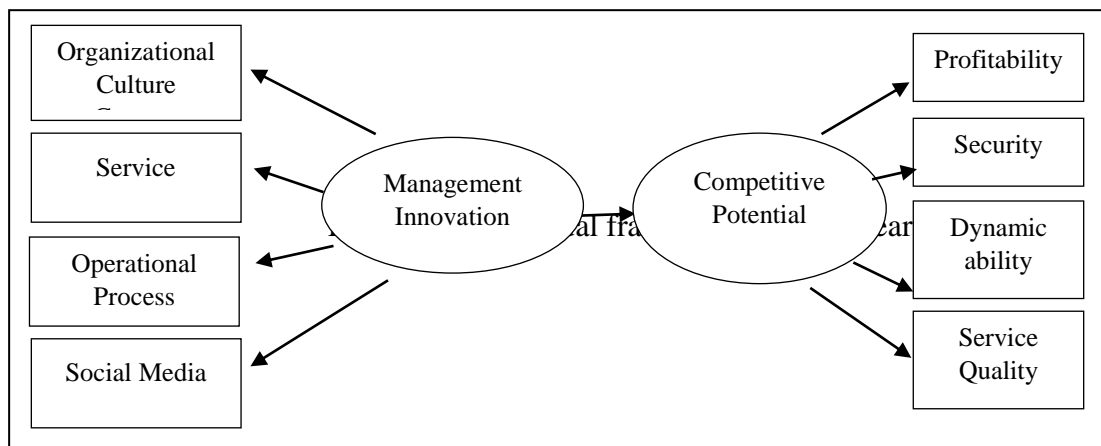 Organizational
Culture
Service
Operational
Process
Social Media
Management
Innovation
Competitive
Potential
Profitability
Security
Dynamic
ability
Service
Quality